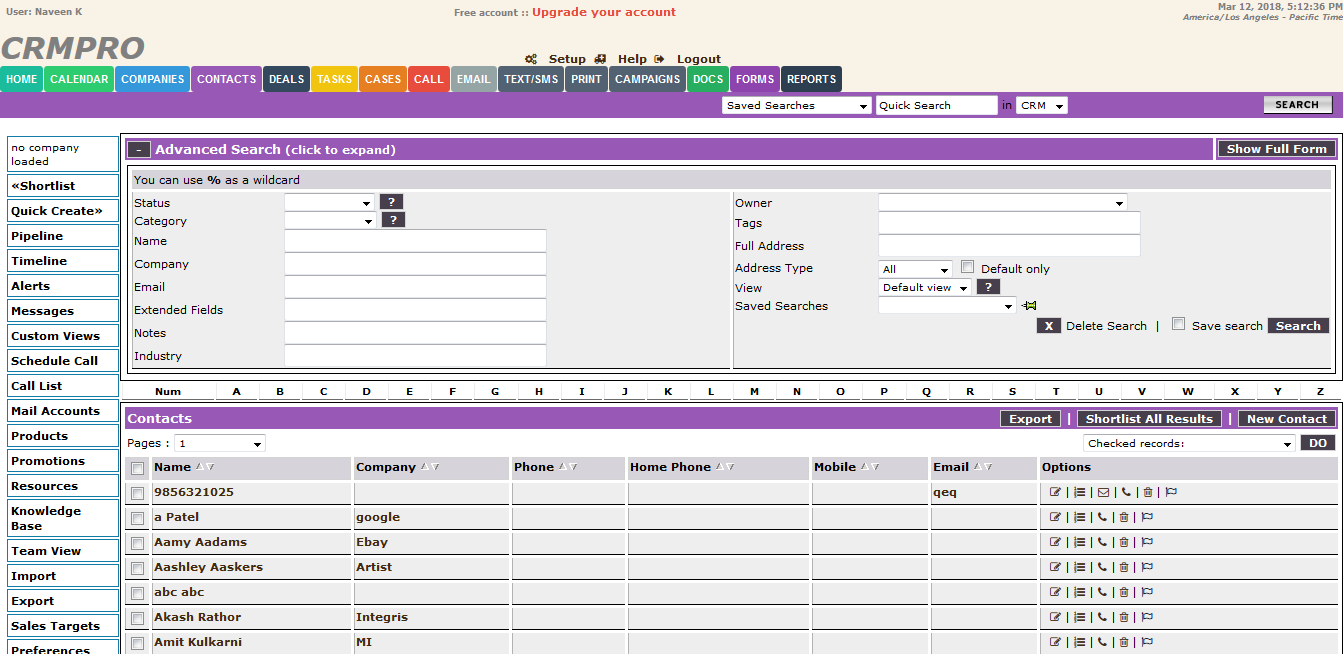 User: Naveen K
Free account :: Upgrade your account
Mar 12, 2018, 5:12:36 PM
America/Los Angeles - Pacific Time
CRMPRO
Setup Help Logout
HOME CALENDAR COMPANIES CONTACTS DEALS TASKS CASES CALL EMAIL TEXT/SMS PRINT CAMPAIGNS DOCS FORMS REPORTS
Saved Searches Quick Search in CRM SEARCH
no company
loaded
«Shortlist
Quick Create»
Pipeline
Timeline
Alerts
Messages
Custom Views
Schedule Call
Call List
Mail Accounts
Products
Promotions
Resources
Knowledge
Base
Team View
Import
Export
Sales Targets
Preferences
- Advanced Search (click to expand) Show Full Form
You can use % as a wildcard
Status ?
Category ?
Name
Company
Email
Extended Fields
Notes
Industry
Owner
Tags
Full Address
Address Type All Default only
View Default view ?
Saved Searches
X Delete Search | Save search Search
Num A B C D E F G H I J K L M N O P Q R S T U V W X Y Z
Contacts Export | Shortlist All Results | New Contact
Pages : 1 Checked records: DO
Name Company Phone Home Phone Mobile Email Options
9856321025 qeq | | | | |
a Patel google | | | |
Aamy Aadams Ebay | | | |
Aashley Aaskers Artist | | | |
abc abc | | | |
Akash Rathor Integris | | | |
Amit Kulkarni MI | | | |